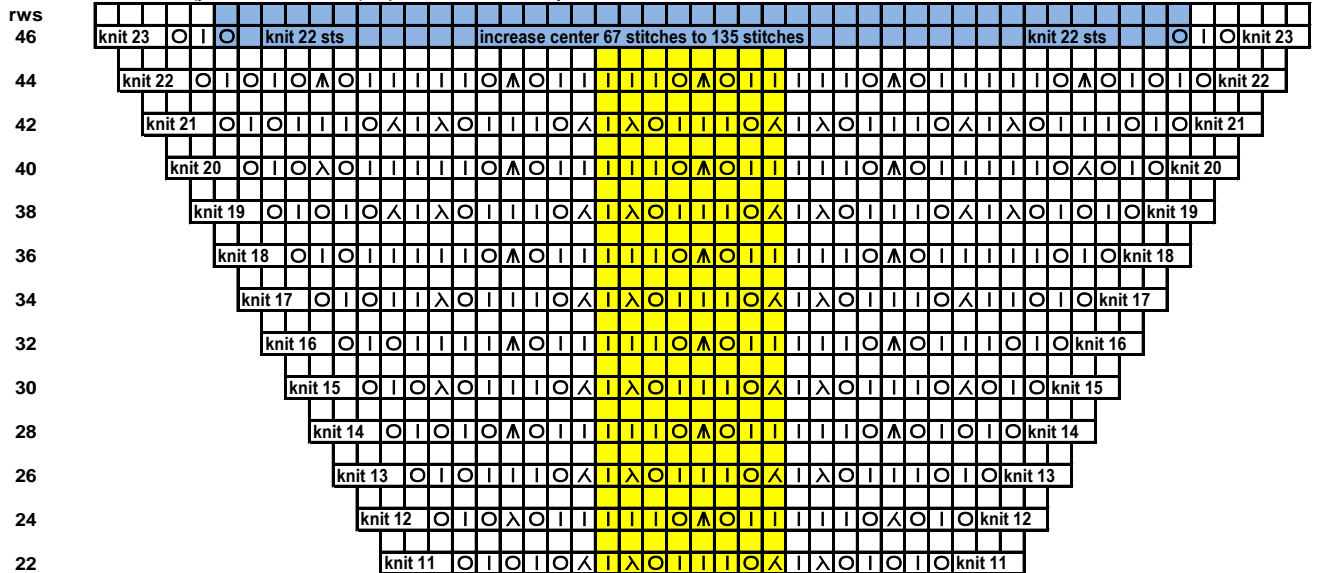 rws
46 knit 23 knit 22 sts increase center 67 stitches to 135 stitches knit 22 sts knit 23
44 knit 22 knit 22
42 knit 21 knit 21
40 knit 20 knit 20
38 knit 19 knit 19
36 knit 18 knit 18
34 knit 17 knit 17
32 knit 16 knit 16
30 knit 15 knit 15
28 knit 14 knit 14
26 knit 13 knit 13
24 knit 12 knit 12
22 knit 11 knit 11